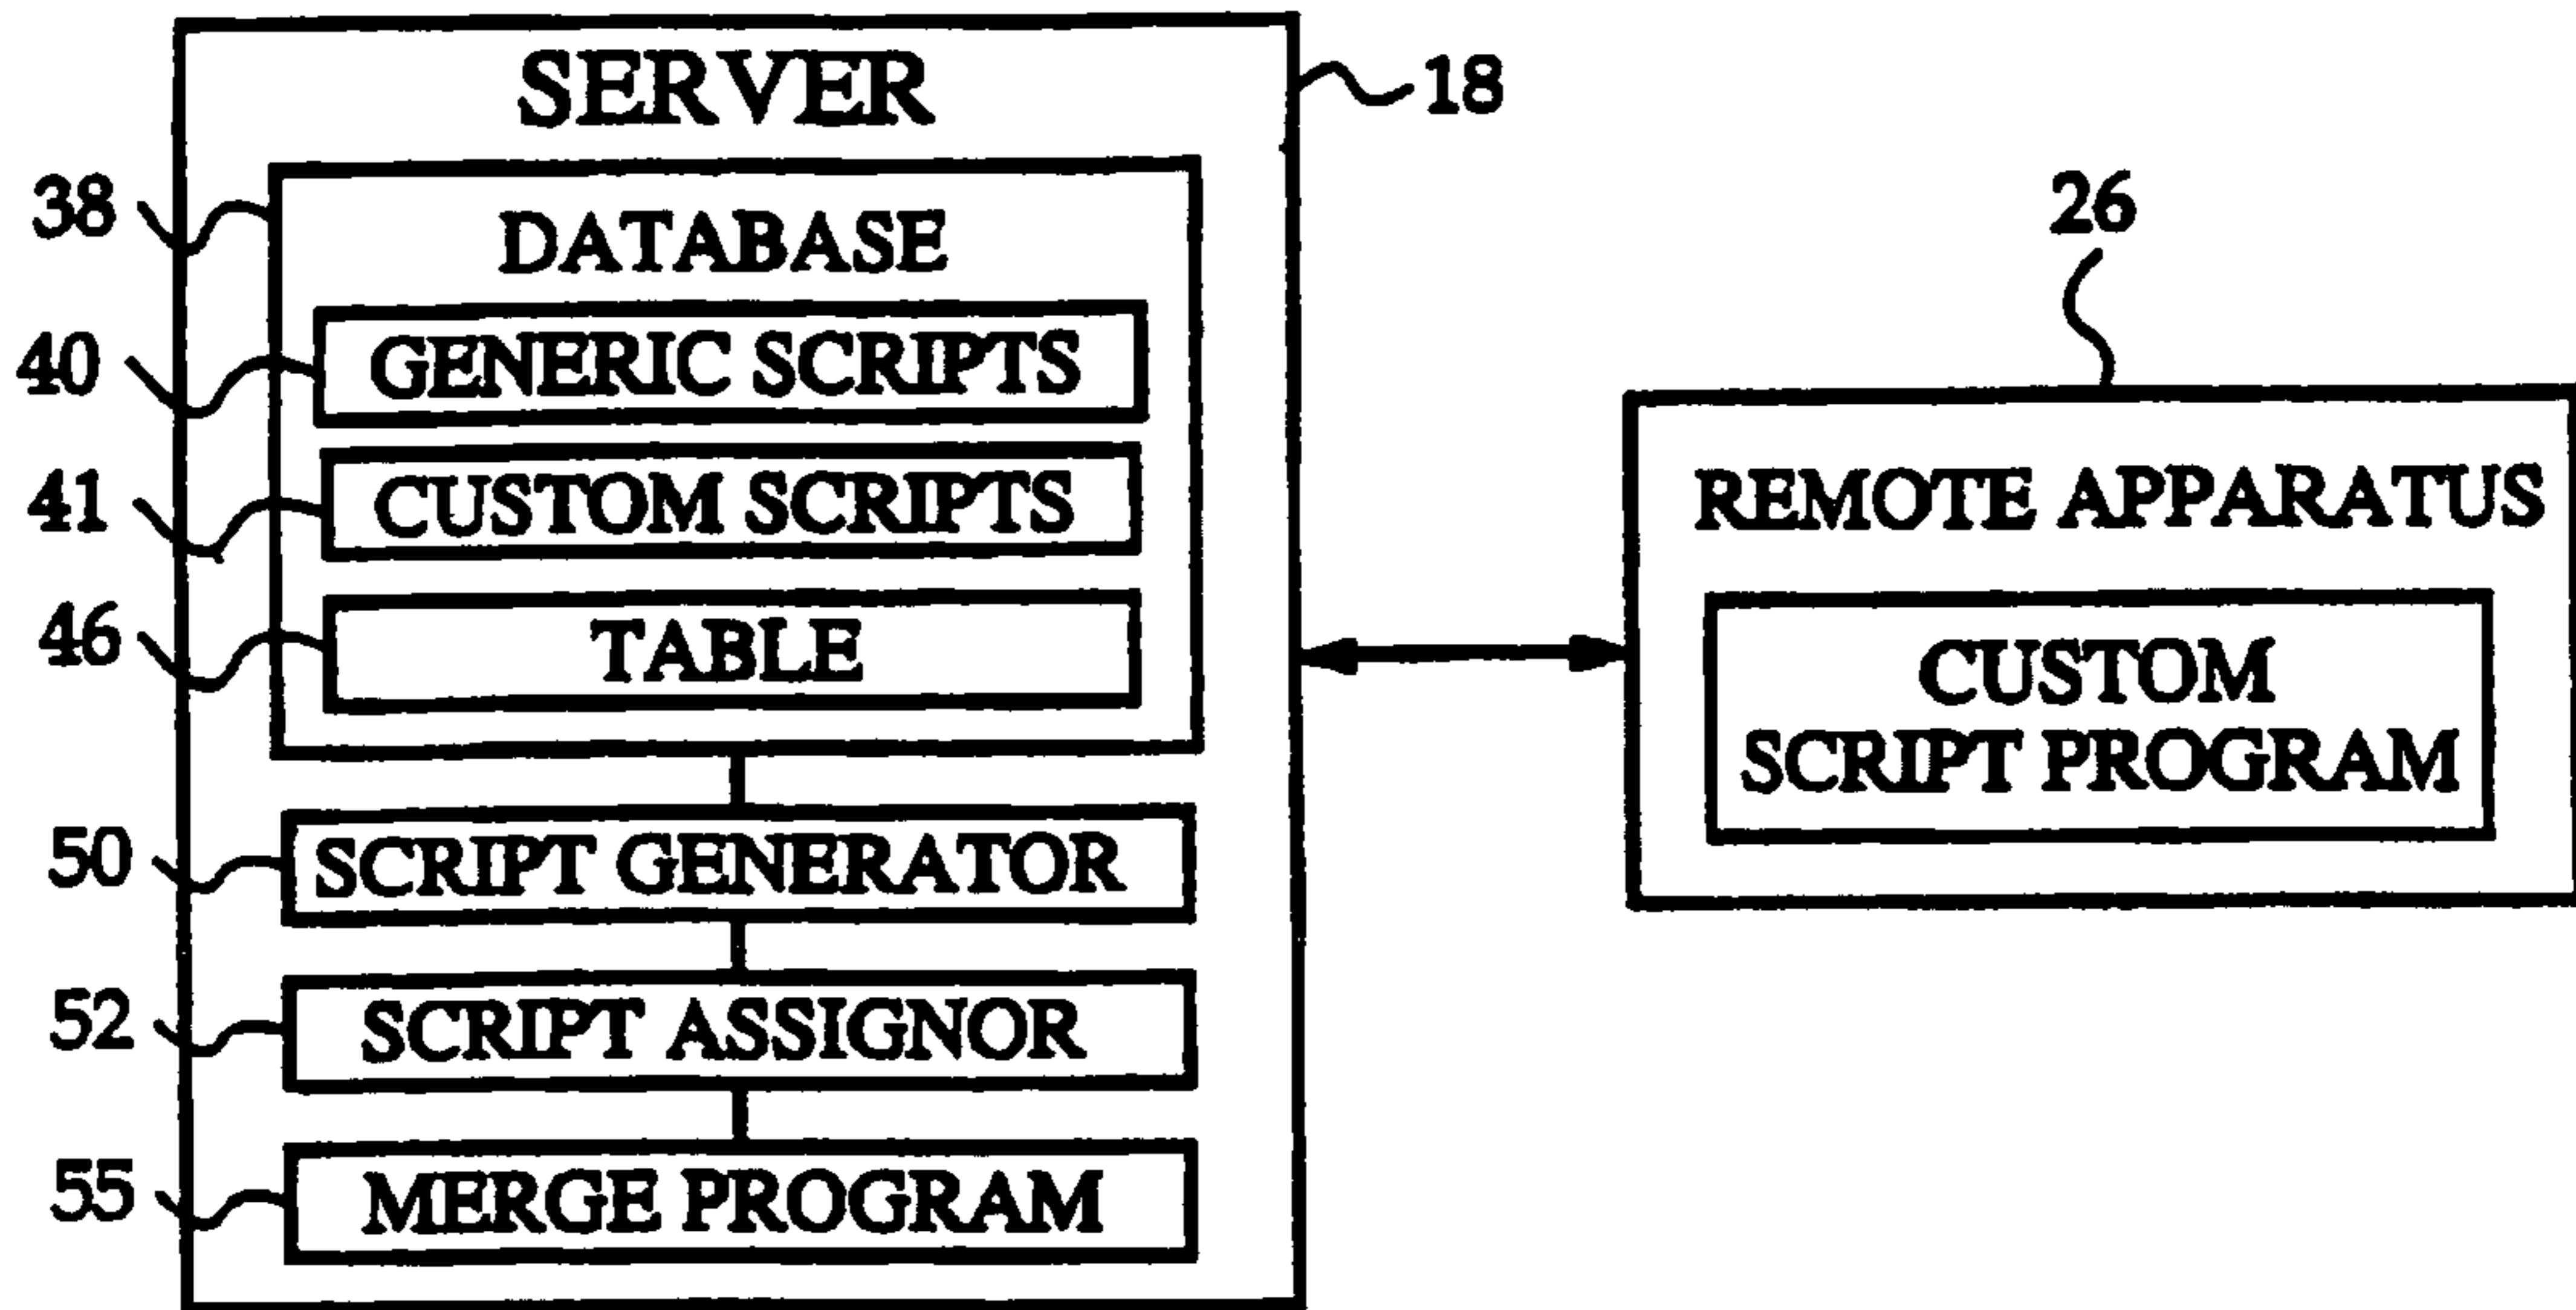 SERVER
18
38
DATABASE
40
GENERIC SCRIPTS
41
CUSTOM SCRIPTS
46
TABLE
50
SCRIPT GENERATOR
52
SCRIPT ASSIGNOR
55
MERGE PROGRAM
26
REMOTE APPARATUS
CUSTOM
SCRIPT PROGRAM